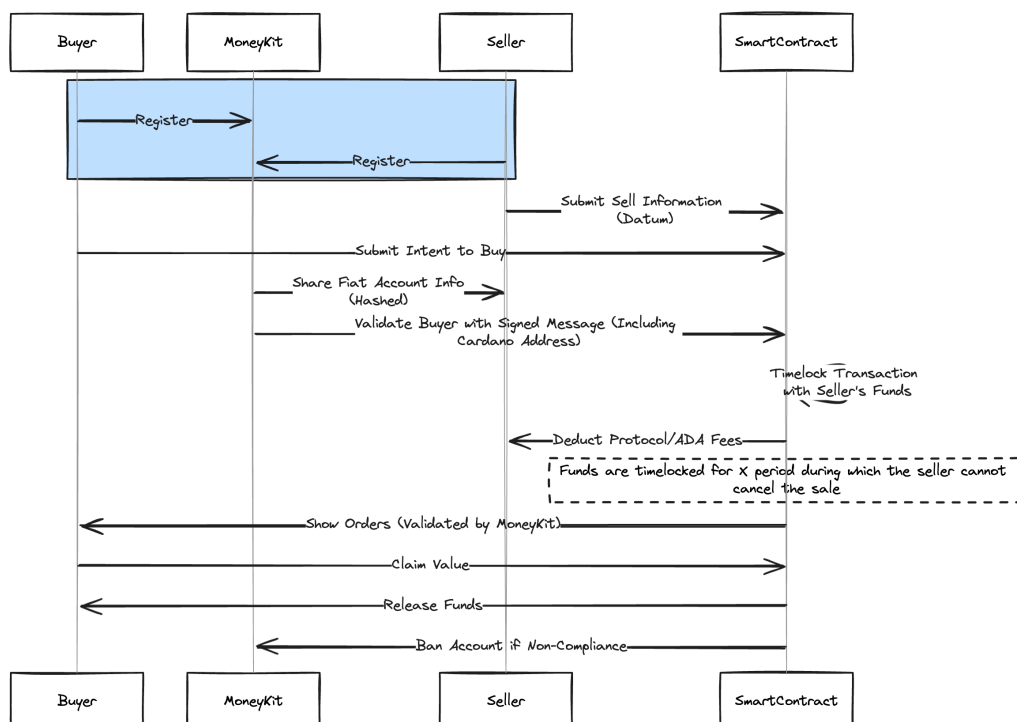 Buyer
MoneyKit
Seller
SmartContract
Register
Register
Submit Sell Information
(Datum)
Submit Intent to Buy
Share Fiat Account Info
(Hashed)
Validate Buyer with Signed Message (Including
Cardano Address)
Timelock Transaction
with Seller's Funds
Deduct Protocol/ADA Fees
Funds are timelocked for X period during which the seller cannot
cancel the sale
Show Orders (Validated by MoneyKit)
Claim Value
Release Funds
Ban Account if Non-Compliance
Buyer
MoneyKit
Seller
SmartContract